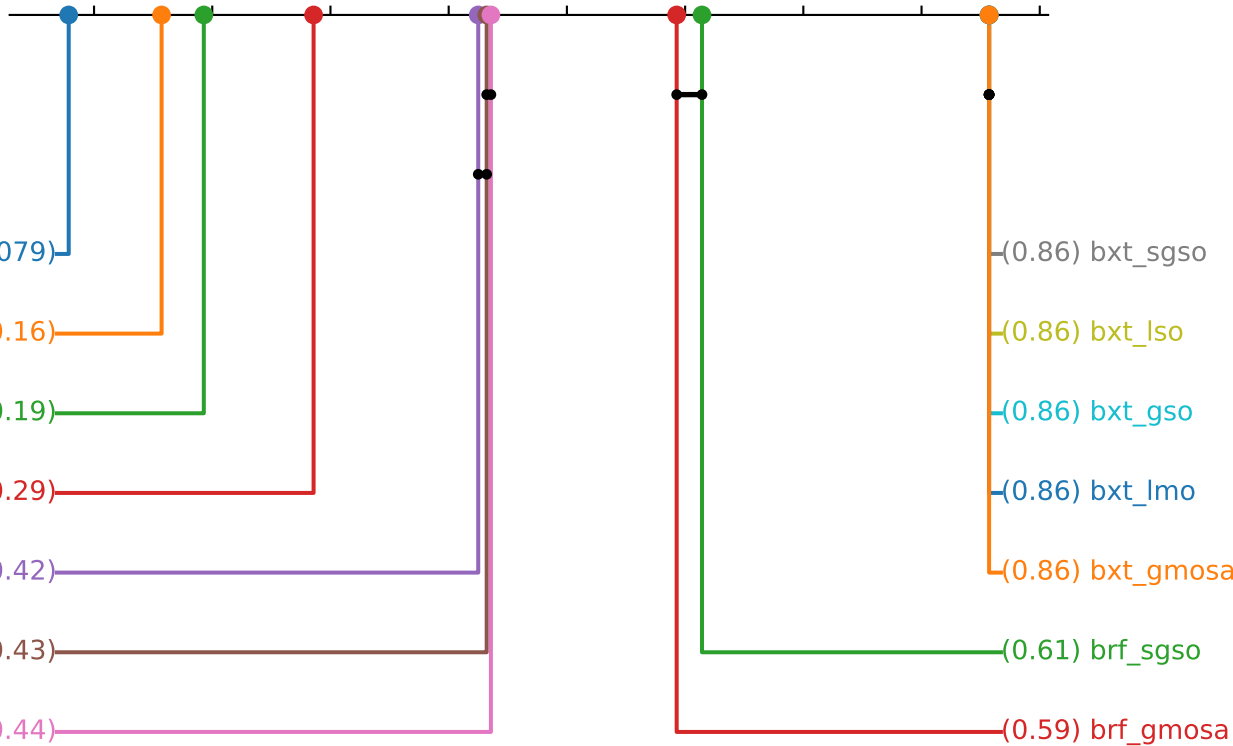 079) (0.86) bxt_sgso
.16) (0.86) bxt_lso
.19) (0.86) bxt_gso
.29) (0.86) bxt_lmo
.42) (0.86) bxt_gmosa
.43) (0.61) brf_sgso
.44) (0.59) brf_gmosa